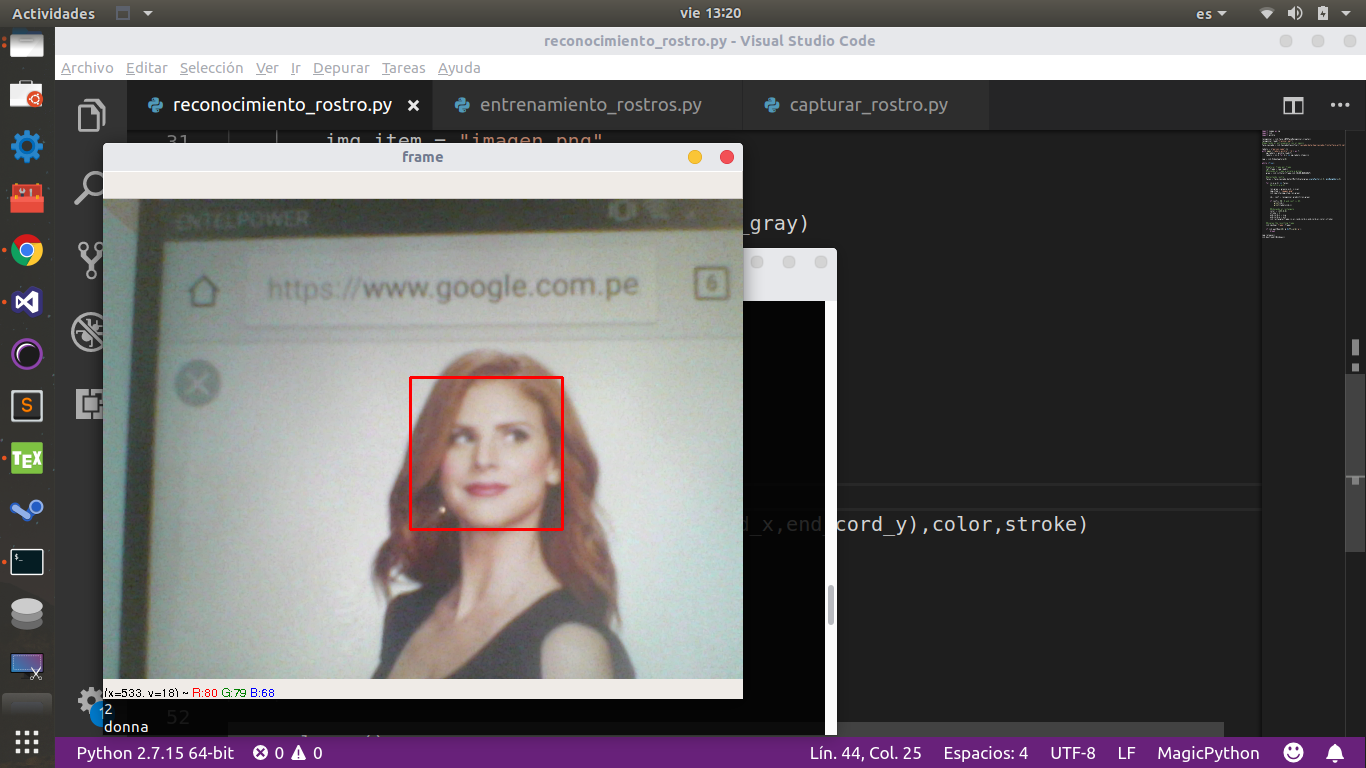 Actividades
vie 13:20
es
reconocimiento_rostro.py - Visual Studio Code
Archivo Editar Selección Ver Ir Depurar Tareas Ayuda
reconocimiento_rostro.py × entrenamiento_rostros.py capturar_rostro.py
31 img_item = "imagen.png"
frame
ENTELPOWER
_gray)
https://www.google.com.pe
6
d_x,end_cord_y),color,stroke)
(x=533, y=18) ~ R:80 G:79 B:68
2
52
donna
Python 2.7.15 64-bit 0 0 Lín. 44, Col. 25 Espacios: 4 UTF-8 LF MagicPython
S
TEX